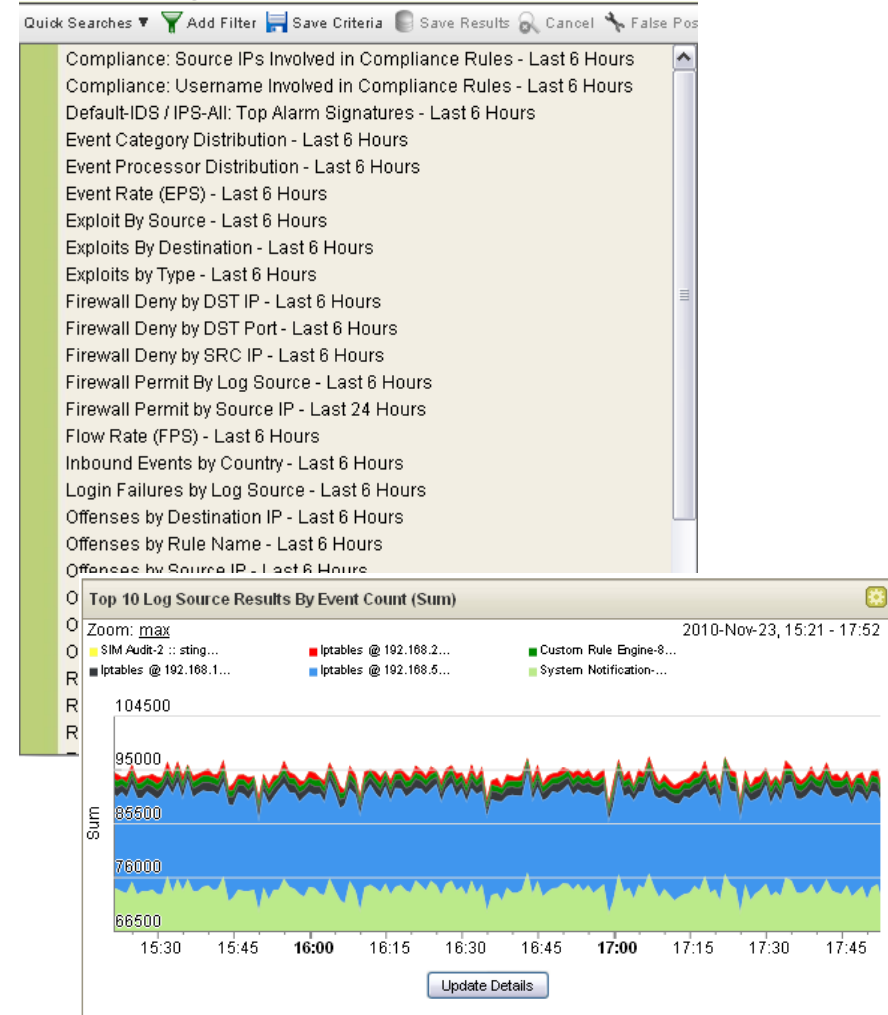 Quick Searches ▼ Add Filter Save Criteria Save Results Cancel False Pos
Compliance: Source IPs Involved in Compliance Rules - Last 6 Hours
Compliance: Username Involved in Compliance Rules - Last 6 Hours
Default-IDS / IPS-All: Top Alarm Signatures - Last 6 Hours
Event Category Distribution - Last 6 Hours
Event Processor Distribution - Last 6 Hours
Event Rate (EPS) - Last 6 Hours
Exploit By Source - Last 6 Hours
Exploits By Destination - Last 6 Hours
Exploits by Type - Last 6 Hours
Firewall Deny by DST IP - Last 6 Hours
Firewall Deny by DST Port - Last 6 Hours
Firewall Deny by SRC IP - Last 6 Hours
Firewall Permit By Log Source - Last 6 Hours
Firewall Permit by Source IP - Last 24 Hours
Flow Rate (FPS) - Last 6 Hours
Inbound Events by Country - Last 6 Hours
Login Failures by Log Source - Last 6 Hours
Offenses by Destination IP - Last 6 Hours
Offenses by Rule Name - Last 6 Hours
Offenses by Source IP - Last 6 Hours
O
O
O
R
R
R
Top 10 Log Source Results By Event Count (Sum)
Zoom: max 2010-Nov-23, 15:21 - 17:52
SIM Audit-2 :: sting... Iptables @ 192.168.2... Custom Rule Engine-8...
Iptables @ 192.168.1... Iptables @ 192.168.5... System Notification-...
104500
95000
85500
76000
66500
Sum
15:30 15:45 16:00 16:15 16:30 16:45 17:00 17:15 17:30 17:45
Update Details